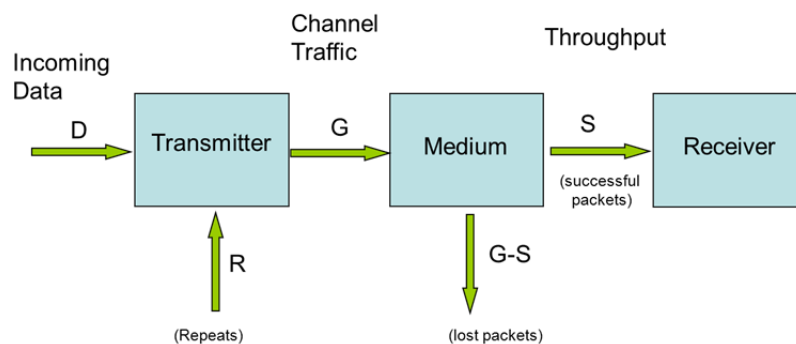 Channel
Traffic
Throughput
Incoming
Data
D
Transmitter
G
Medium
S
Receiver
(successful
packets)
R
G-S
(Repeats)
(lost packets)